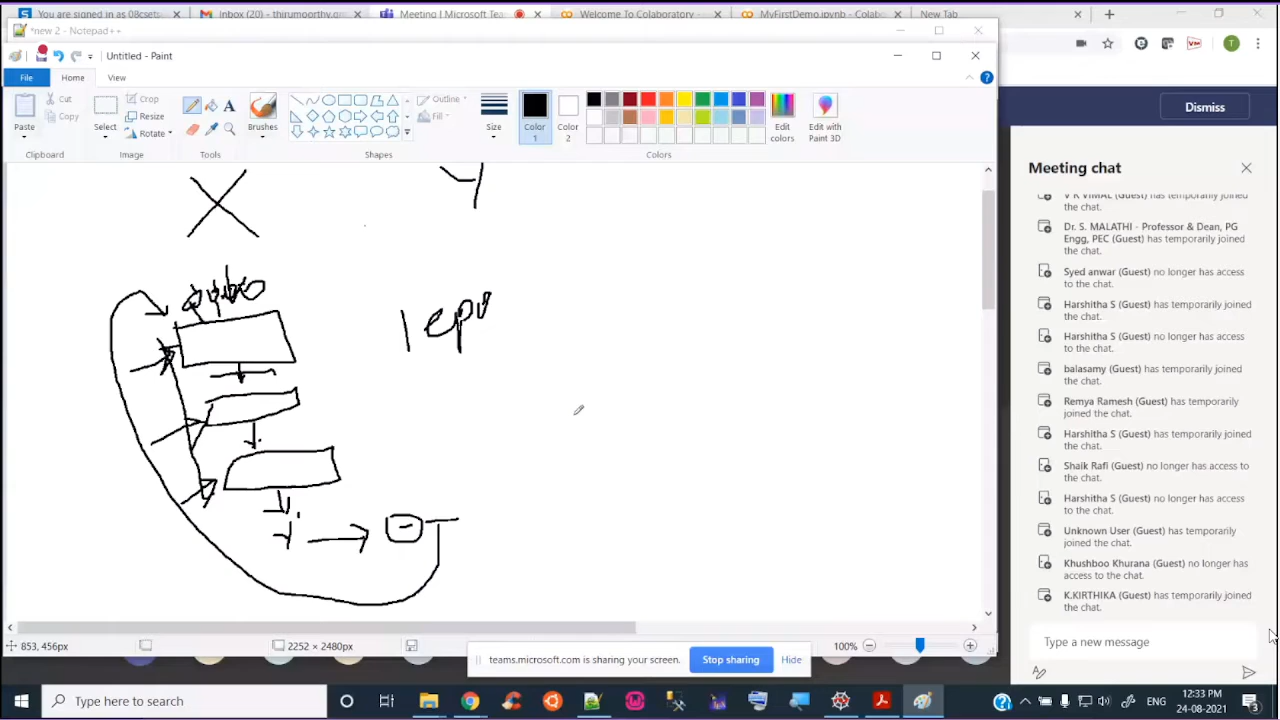 You are signed in as 08csets
Inbox (20) - thirumoorthy.g
Meeting | Microsoft Tea
Welcome To Colaboratory -
MyFirstDemo.ipynb - Colab
New Tab
*new 2 - Notepad++
Untitled - Paint
File
Home
View
Paste
Cut
Copy
Clipboard
Select
Crop
Resize
Rotate
Image
Tools
Brushes
Shapes
Outline
Fill
Size
Color 1
Color 2
Edit colors
Edit with Paint 3D
Colors
T
Dismiss
X
Y
1
Meeting chat
V R VIMAL (Guest) has temporarily joined
the chat.
Dr. S. MALATHI - Professor & Dean, PG
Engg, PEC (Guest) has temporarily joined
the chat.
Syed anwar (Guest) no longer has access
to the chat.
Harshitha S (Guest) has temporarily
joined the chat.
Harshitha S (Guest) no longer has access
to the chat.
balasamy (Guest) has temporarily joined
the chat.
Remya Ramesh (Guest) has temporarily
joined the chat.
Harshitha S (Guest) has temporarily
joined the chat.
Shaik Rafi (Guest) no longer has access
to the chat.
Harshitha S (Guest) no longer has access
to the chat.
Unknown User (Guest) has temporarily
joined the chat.
Khushboo Khurana (Guest) no longer has
access to the chat.
K.KIRTHIKA (Guest) has temporarily joined
the chat.
Type a new message
853, 456px
2252 × 2480px
100%
teams.microsoft.com is sharing your screen.
Stop sharing
Hide
Type here to search
ENG
12:33 PM
24-08-2021
3